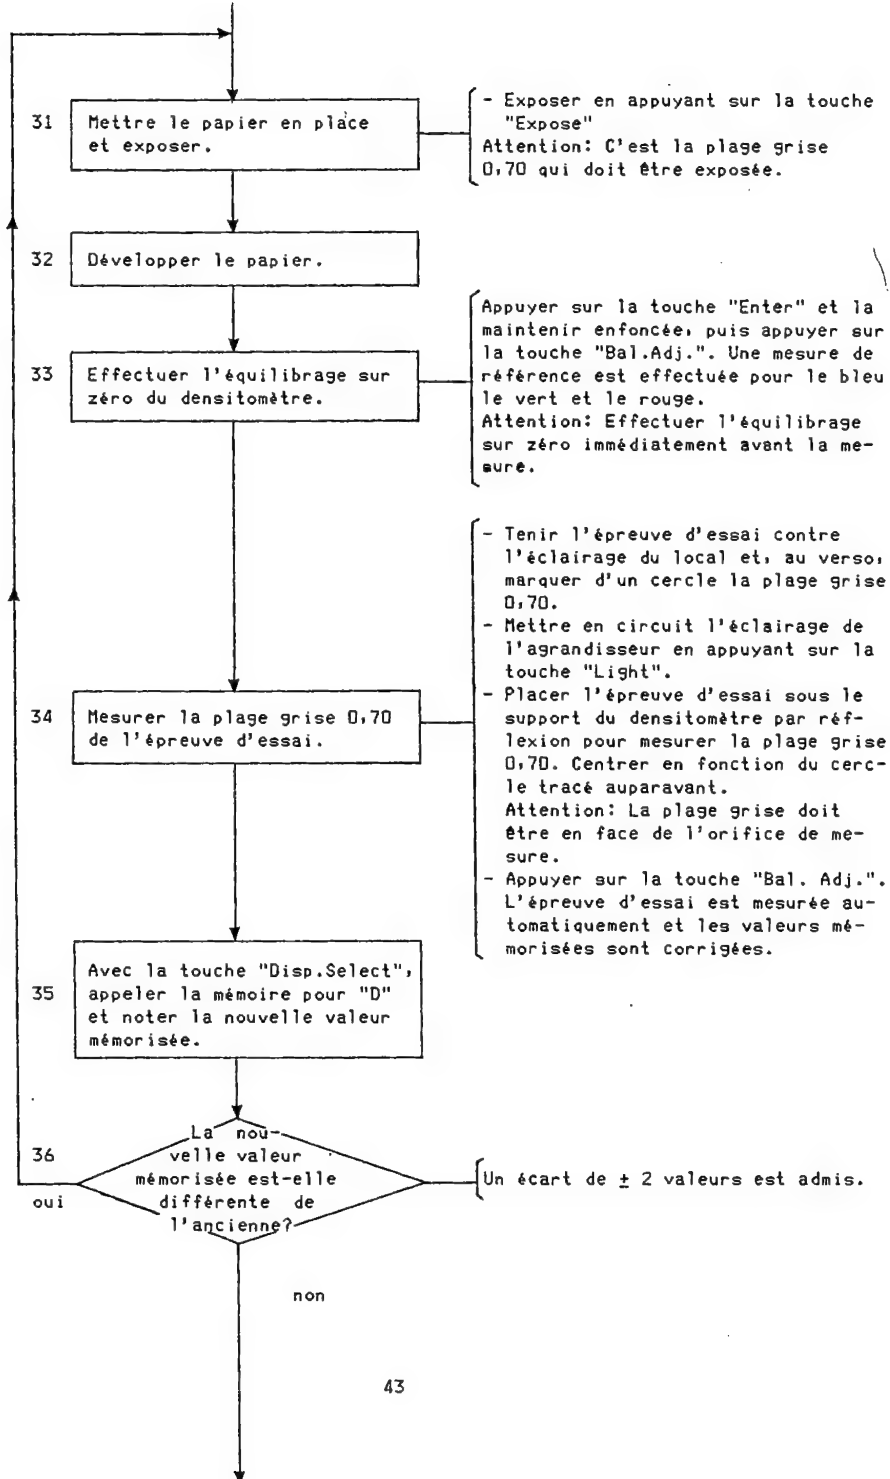 31
Mettre le papier en place
et exposer.
- Exposer en appuyant sur la touche
"Expose"
Attention: C'est la plage grise
0,70 qui doit être exposée.
32
Développer le papier.
33
Effectuer l'équilibrage sur
zéro du densitomètre.
Appuyer sur la touche "Enter" et la
maintenir enfoncée, puis appuyer sur
la touche "Bal.Adj.". Une mesure de
référence est effectuée pour le bleu
le vert et le rouge.
Attention: Effectuer l'équilibrage
sur zéro immédiatement avant la me-
sure.
34
Mesurer la plage grise 0,70
de l'épreuve d'essai.
- Tenir l'épreuve d'essai contre
l'éclairage du local et, au verso,
marquer d'un cercle la plage grise
0,70.
- Mettre en circuit l'éclairage de
l'agrandisseur en appuyant sur la
touche "Light".
- Placer l'épreuve d'essai sous le
support du densitomètre par réf-
lexion pour mesurer la plage grise
0,70. Centrer en fonction du cerc-
le tracé auparavant.
Attention: La plage grise doit
être en face de l'orifice de me-
sure.
- Appuyer sur la touche "Bal. Adj.".
L'épreuve d'essai est mesurée au-
tomatiquement et les valeurs mé-
morisées sont corrigées.
35
Avec la touche "Disp.Select",
appeler la mémoire pour "D"
et noter la nouvelle valeur
mémorisée.
36
La nou-
velle valeur
mémorisée est-elle
différente de
l'ancienne?
Un écart de ± 2 valeurs est admis.
oui
non
43